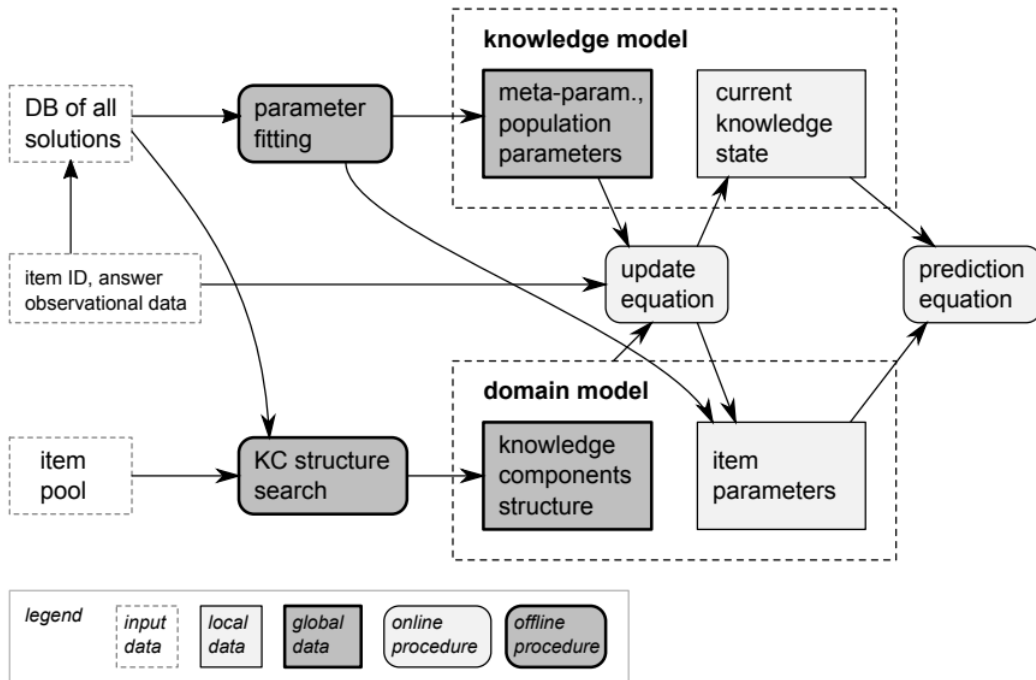 knowledge model
DB of all
solutions
parameter
fitting
meta-param.,
population
parameters
current
knowledge
state
item ID, answer
observational data
update
equation
prediction
equation
domain model
item
pool
KC structure
search
knowledge
components
structure
item
parameters
legend
input
data
local
data
global
data
online
procedure
offline
procedure